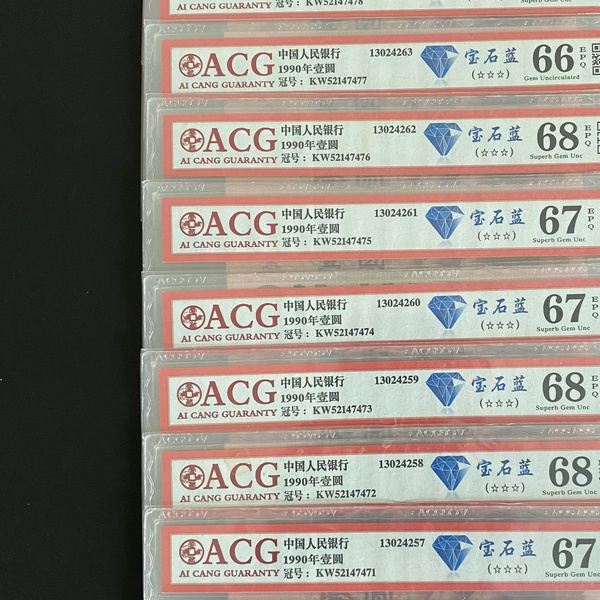 AI CANG GUARANTY 冠号：KW52147478 Superb Gem Unc
ACG 中国人民银行 13024263 宝石蓝 66 EPQ
1990年壹圆 (☆☆☆) Gem Uncirculated
AI CANG GUARANTY 冠号：KW52147477
ACG 中国人民银行 13024262 宝石蓝 68 EPQ
1990年壹圆 (☆☆☆) Superb Gem Unc
AI CANG GUARANTY 冠号：KW52147476
ACG 中国人民银行 13024261 宝石蓝 67 EPQ
1990年壹圆 (☆☆☆) Superb Gem Unc
AI CANG GUARANTY 冠号：KW52147475
ACG 中国人民银行 13024260 宝石蓝 67 EPQ
1990年壹圆 (☆☆☆) Superb Gem Unc
AI CANG GUARANTY 冠号：KW52147474
ACG 中国人民银行 13024259 宝石蓝 68 EPQ
1990年壹圆 (☆☆☆) Superb Gem Unc
AI CANG GUARANTY 冠号：KW52147473
ACG 中国人民银行 13024258 宝石蓝 68
1990年壹圆 (☆☆☆) Superb Gem Unc
AI CANG GUARANTY 冠号：KW52147472
ACG 中国人民银行 13024257 宝石蓝 67
1990年壹圆 (☆☆☆) Superb Gem Unc
AI CANG GUARANTY 冠号：KW52147471